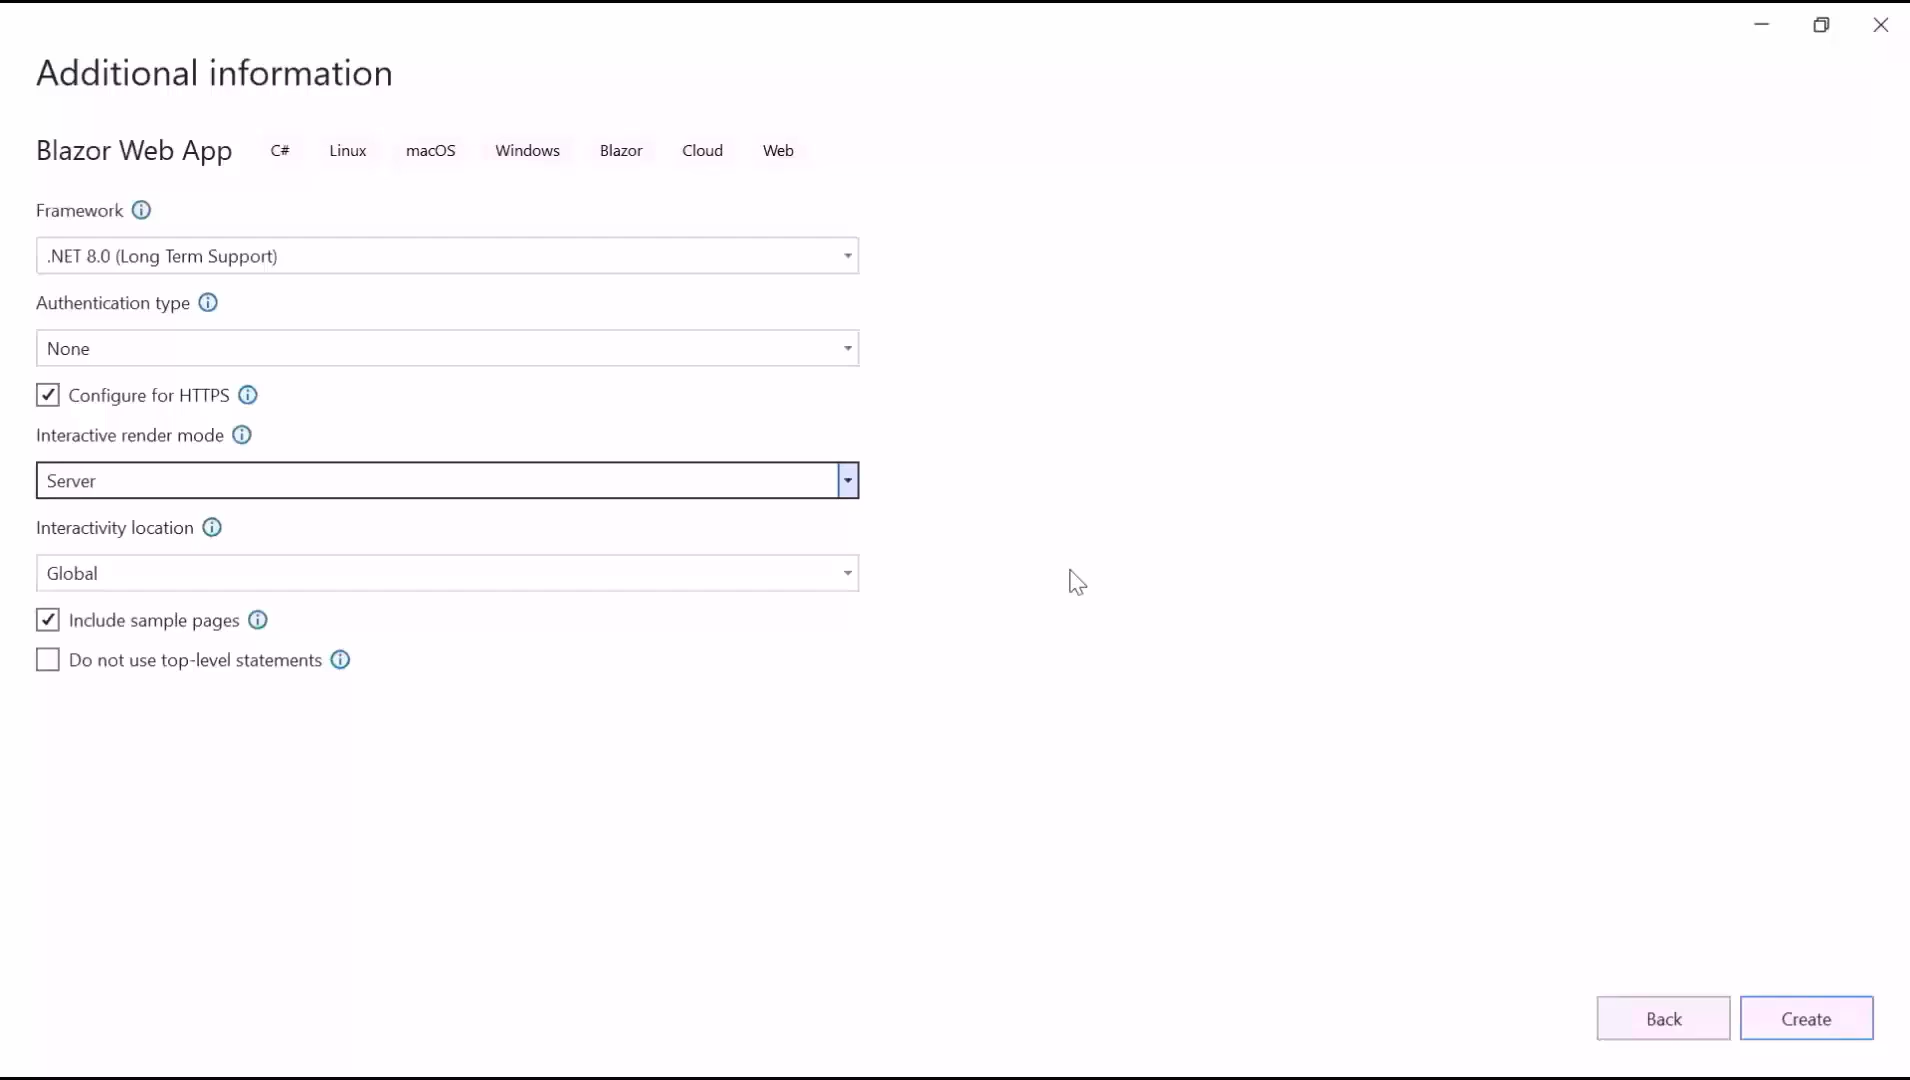 Additional information
Blazor Web App C# Linux macOS Windows Blazor Cloud Web
Framework
.NET 8.0 (Long Term Support)
Authentication type
None
Configure for HTTPS
Interactive render mode
Server
Interactivity location
Global
Include sample pages
Do not use top-level statements
Back Create